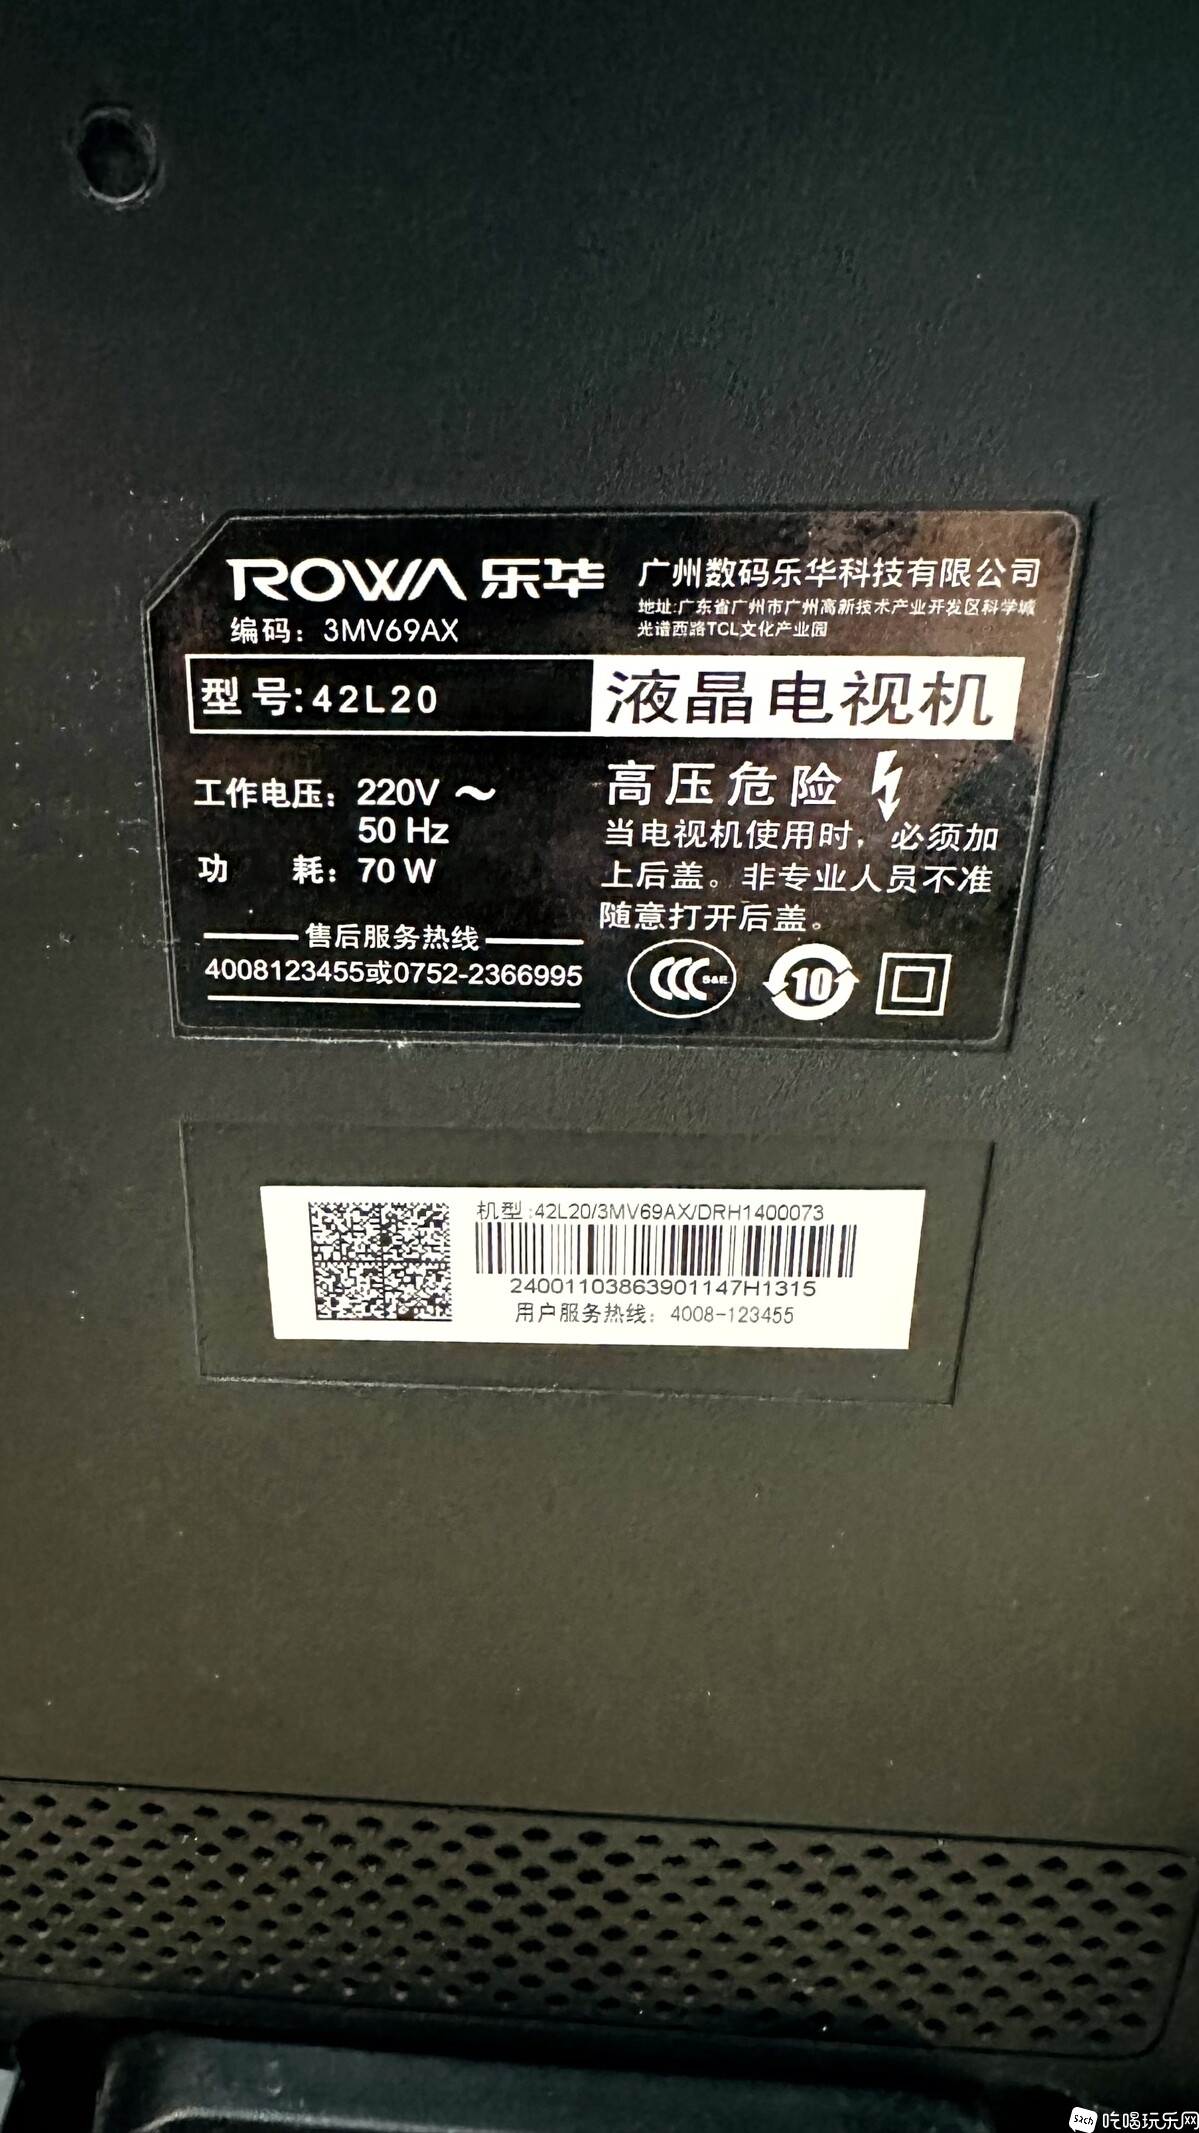 ROWA 乐华
编码：3MV69AX
广州数码乐华科技有限公司
地址:广东省广州市广州高新技术产业开发区科学城
光谱西路TCL文化产业园
型号:42L20
液晶电视机
工作电压：220V ～
50 Hz
功 耗：70 W
售后服务热线
4008123455或0752-2366995
高压危险
当电视机使用时，必须加
上后盖。非专业人员不准
随意打开后盖。
CCC S&E
10
机型:42L20/3MV69AX/DRH1400073
24001103863901147H1315
用户服务热线：4008-123455
sach 吃喝玩乐网